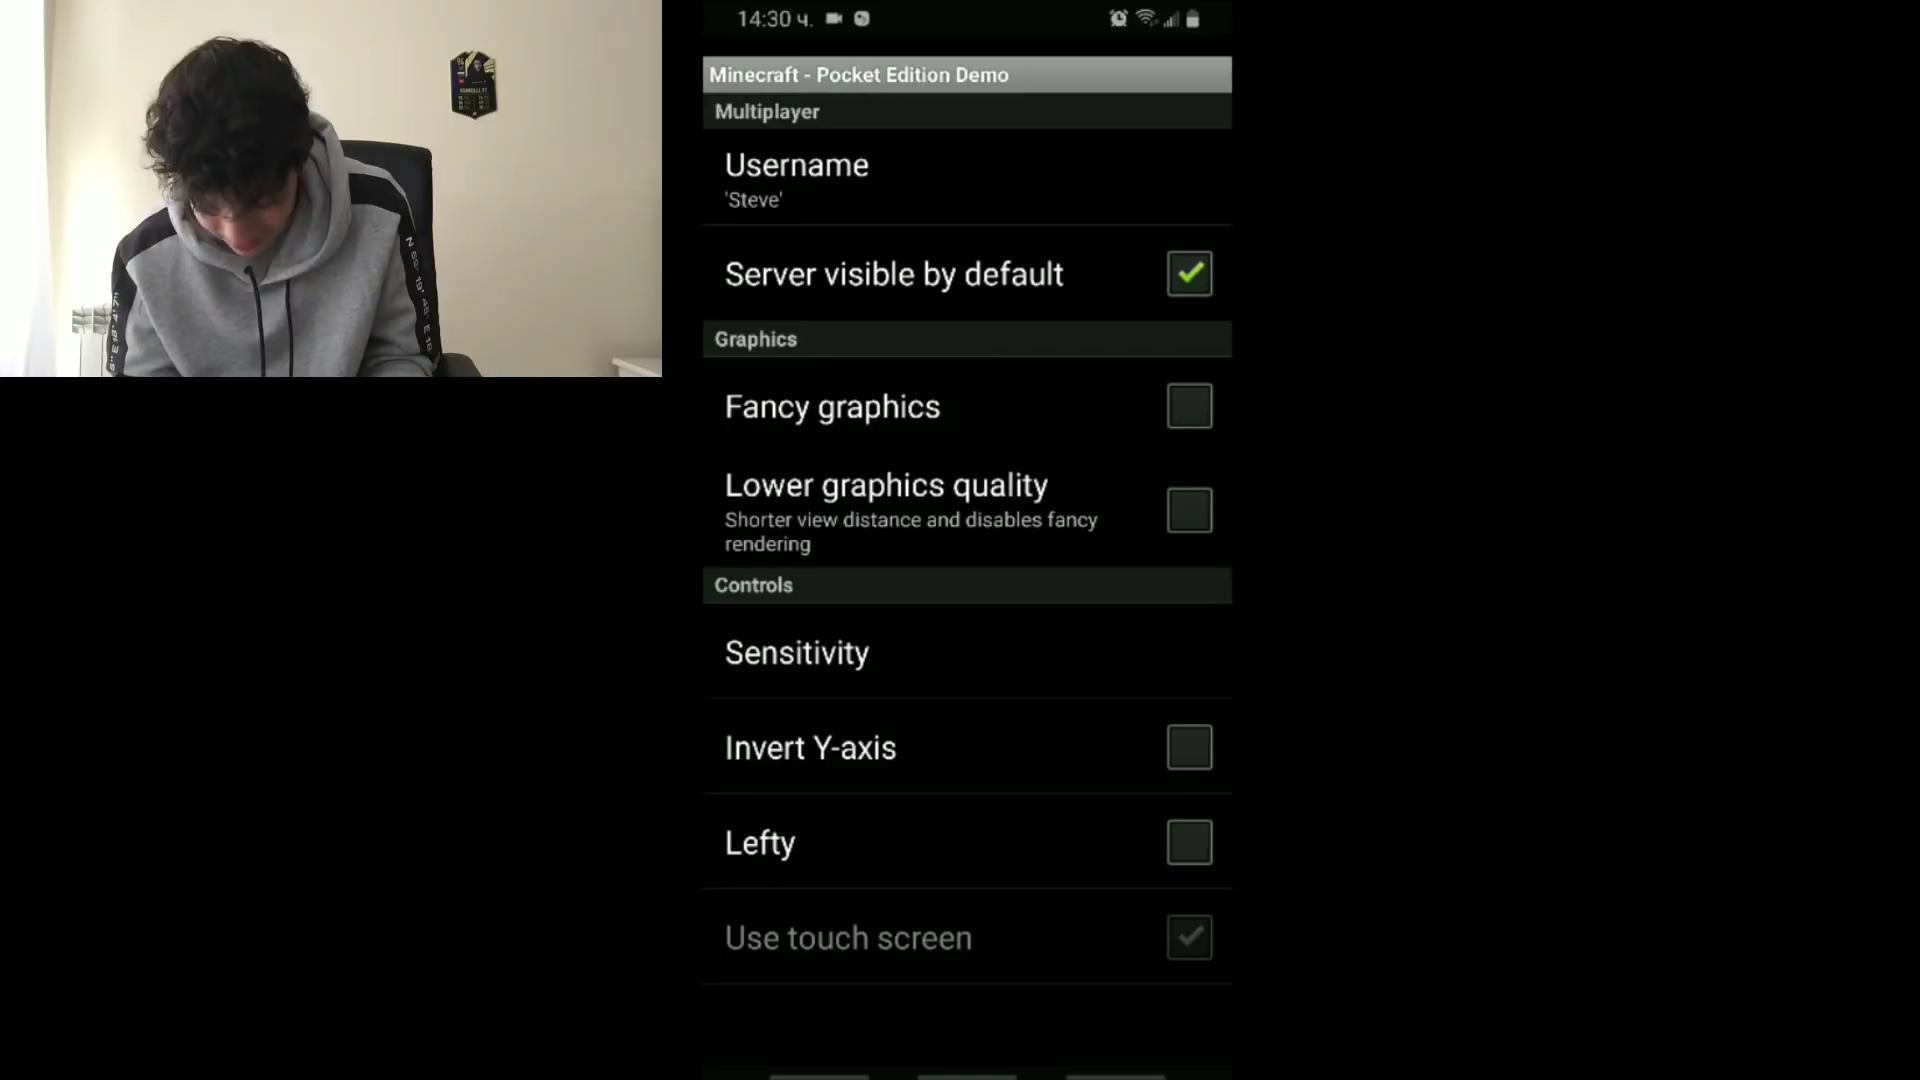 14:30 ч.
Minecraft - Pocket Edition Demo
Multiplayer
Username
'Steve'
Server visible by default
Graphics
Fancy graphics
Lower graphics quality
Shorter view distance and disables fancy
rendering
Controls
Sensitivity
Invert Y-axis
Lefty
Use touch screen